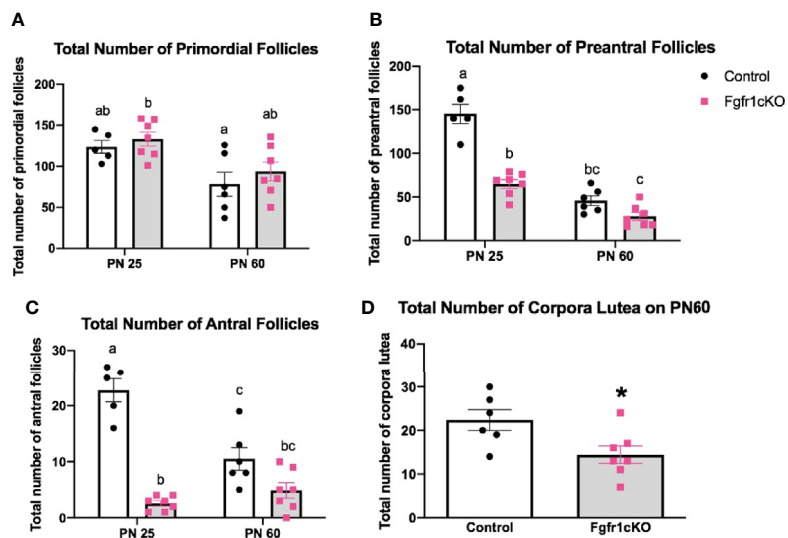 A
Total Number of Primordial Follicles
Total number of primordial follicles
200
150
100
50
0
ab
b
a
ab
PN 25
PN 60
B
Total Number of Preantral Follicles
Total number of preantral follicles
200
150
100
50
0
a
b
bc
c
PN 25
PN 60
Control
Fgfr1cKO
C
Total Number of Antral Follicles
Total number of antral follicles
30
20
10
0
a
b
c
bc
PN 25
PN 60
D
Total Number of Corpora Lutea on PN60
Total number of corpora lutea
40
30
20
10
0
*
Control
Fgfr1cKO